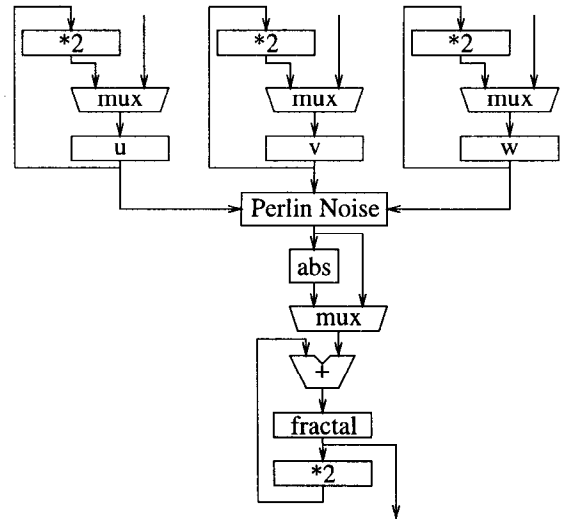 *2 *2 *2
mux mux mux
u v w
Perlin Noise
abs
mux
+
fractal
*2